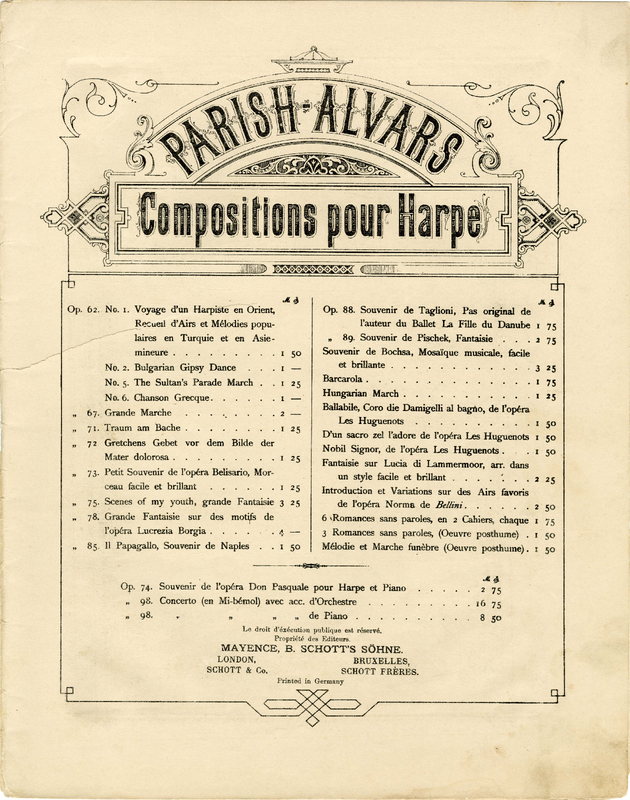 PARISH-ALVARS
Compositions pour Harpe
M ₰
Op. 62. No. 1. Voyage d'un Harpiste en Orient,
Recueil d'Airs et Mélodies popu-
laires en Turquie et en Asie-
mineure . . . . . . . . . . 1 50
No. 2. Bulgarian Gipsy Dance . . . 1 —
No. 5. The Sultan's Parade March . . 1 25
No. 6. Chanson Grecque . . . . . . 1 —
„ 67. Grande Marche . . . . . . . . . 2 —
„ 71. Traum am Bache . . . . . . . . 1 25
„ 72 Gretchens Gebet vor dem Bilde der
Mater dolorosa . . . . . . . . . 1 25
„ 73. Petit Souvenir de l'opéra Belisario, Mor-
ceau facile et brillant . . . . . . 1 25
„ 75. Scenes of my youth, grande Fantaisie 3 25
„ 78. Grande Fantaisie sur des motifs de
l'opéra Lucrezia Borgia . . . . . . 4 —
„ 85. Il Papagallo, Souvenir de Naples . . 1 50
M ₰
Op. 88. Souvenir de Taglioni, Pas original de
l'auteur du Ballet La Fille du Danube 1 75
„ 89. Souvenir de Pischek, Fantaisie . . 2 75
Souvenir de Bochsa, Mosaïque musicale, facile
et brillante . . . . . . . . . . . 3 25
Barcarola . . . . . . . . . . . . . 1 75
Hungarian March . . . . . . . . . . 1 25
Ballabile, Coro die Damigelli al bagno, de l'opéra
Les Huguenots . . . . . . . . . . 1 50
D'un sacro zel l'adore de l'opéra Les Huguenots 1 50
Nobil Signor, de l'opéra Les Huguenots . . . 1 50
Fantaisie sur Lucia di Lammermoor, arr. dans
un style facile et brillant . . . . . . 2 25
Introduction et Variations sur des Airs favoris
de l'opéra Norma de Bellini . . . . . 2 50
6 Romances sans paroles, en 2 Cahiers, chaque 1 75
3 Romances sans paroles, (Oeuvre posthume) . 1 50
Mélodie et Marche funèbre (Oeuvre posthume) . 1 50
M ₰
Op. 74. Souvenir de l'opéra Don Pasquale pour Harpe et Piano . . . . . 2 75
„ 98. Concerto (en Mi-bémol) avec acc. d'Orchestre . . . . . . . . 16 75
„ 98. „ „ „ „ de Piano . . . . . . . . . . 8 50
Le droit d'éxécution publique est réservé.
Propriété des Editeurs.
MAYENCE, B. SCHOTT'S SÖHNE.
LONDON, BRUXELLES,
SCHOTT & Co. SCHOTT FRÈRES.
Printed in Germany